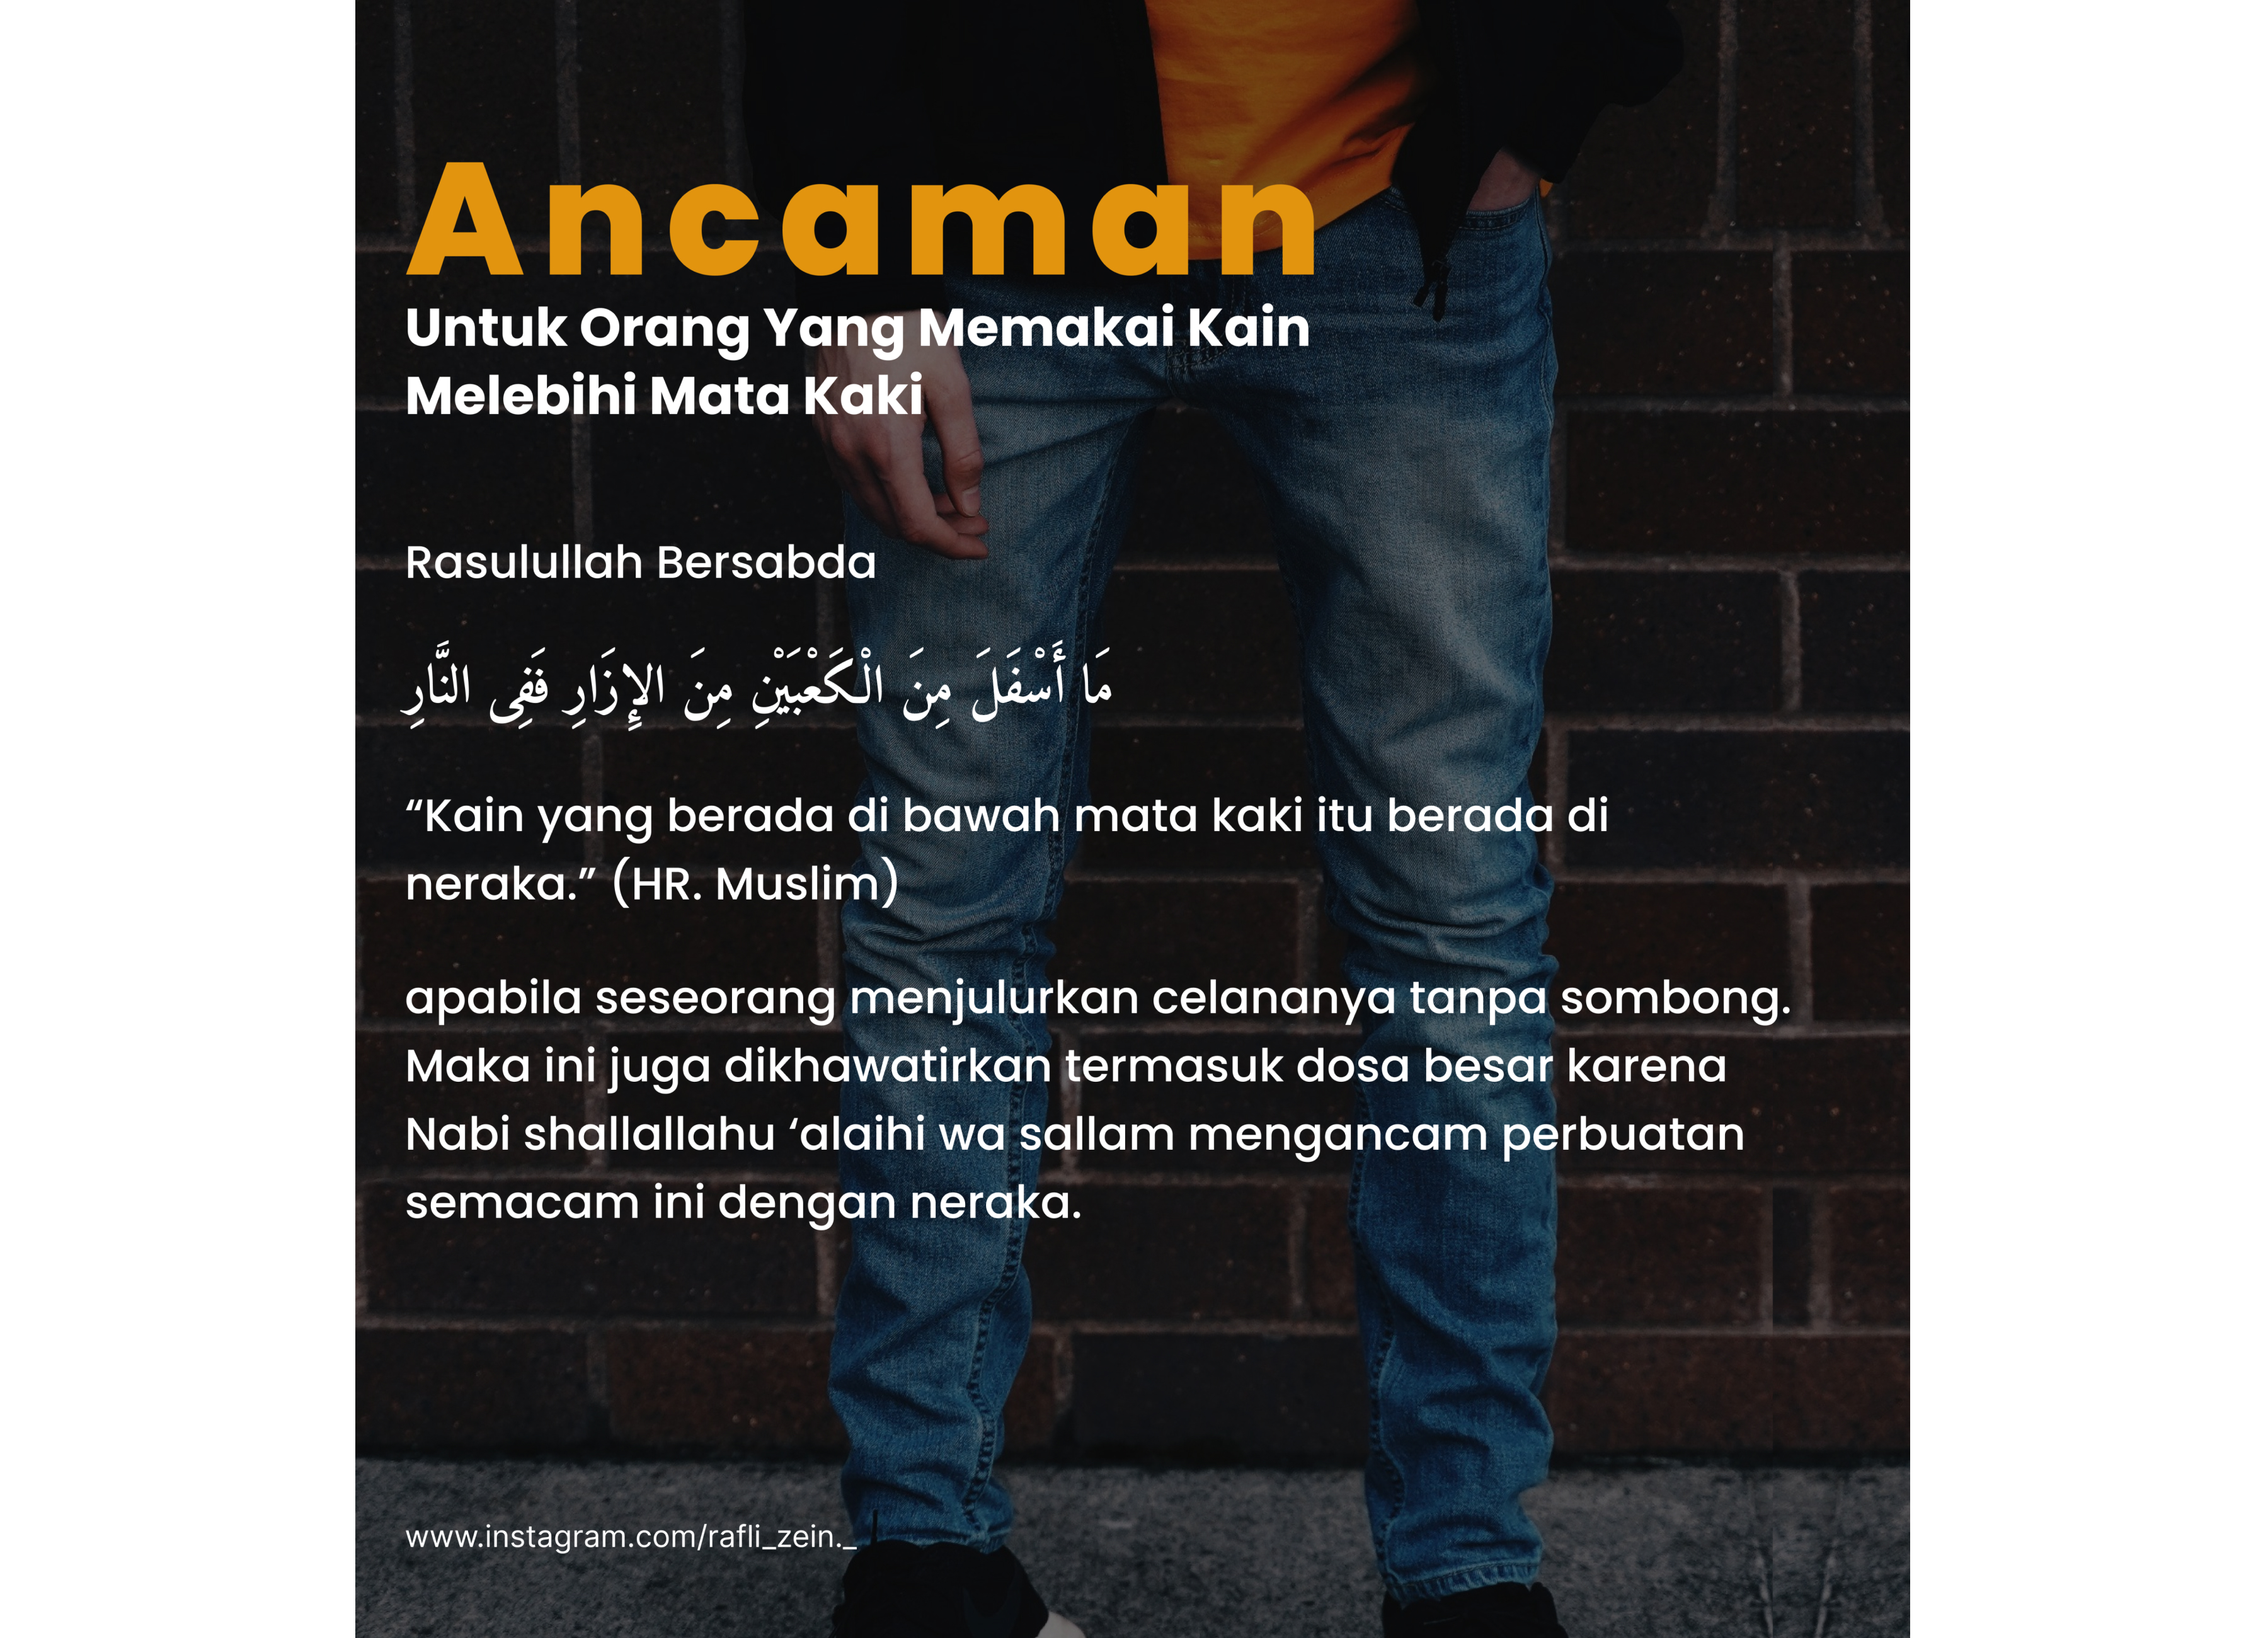 Ancaman
Untuk Orang Yang Memakai Kain
Melebihi Mata Kaki
Rasulullah Bersabda
مَا أَسْفَلَ مِنَ الْكَعْبَيْنِ مِنَ الإِزَارِ فَفِى النَّارِ
“Kain yang berada di bawah mata kaki itu berada di
neraka.” (HR. Muslim)
apabila seseorang menjulurkan celananya tanpa sombong.
Maka ini juga dikhawatirkan termasuk dosa besar karena
Nabi shallallahu ‘alaihi wa sallam mengancam perbuatan
semacam ini dengan neraka.
www.instagram.com/rafli_zein._